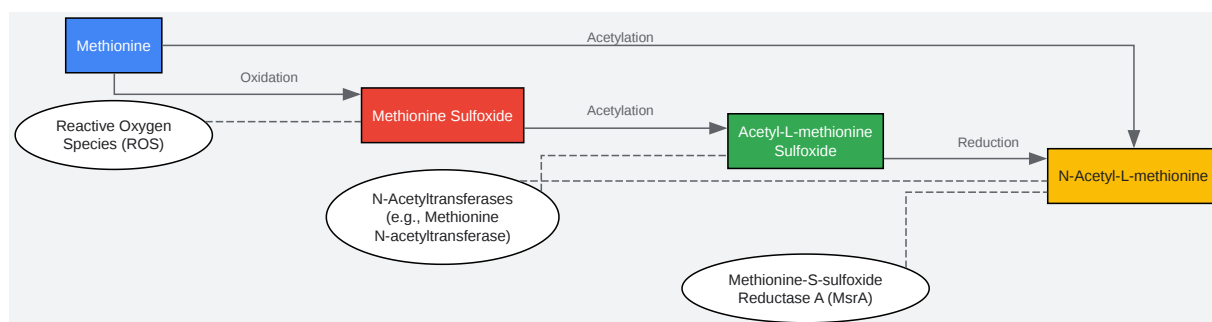 Methionine
Acetylation
Oxidation
Methionine Sulfoxide
Acetylation
Reactive Oxygen
Species (ROS)
Acetyl-L-methionine
Sulfoxide
Reduction
N-Acetyl-L-methionine
N-Acetyltransferases
(e.g., Methionine
N-acetyltransferase)
Methionine-S-sulfoxide
Reductase A (MsrA)